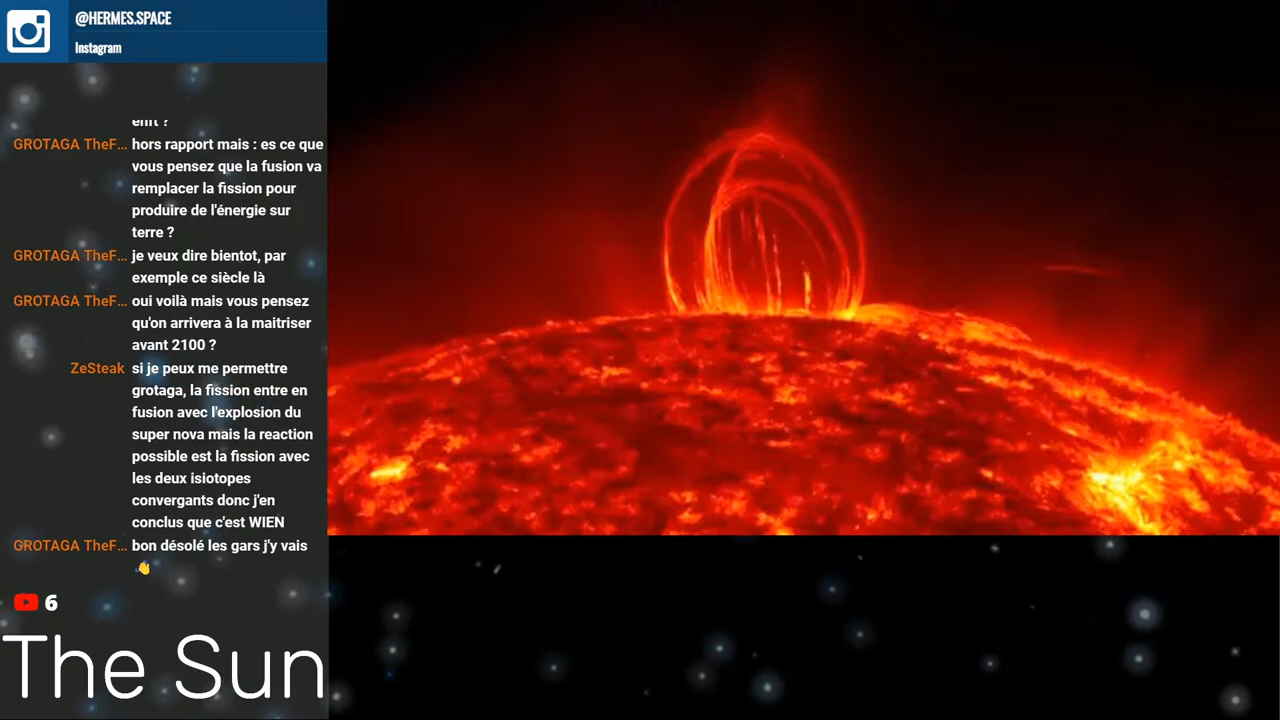 @HERMES.SPACE
Instagram
GROTAGA TheF... hors rapport mais : es ce que
vous pensez que la fusion va
remplacer la fission pour
produire de l'énergie sur
terre ?
GROTAGA TheF... je veux dire bientot, par
exemple ce siècle là
GROTAGA TheF... oui voilà mais vous pensez
qu'on arrivera à la maitriser
avant 2100 ?
ZeSteak si je peux me permettre
grotaga, la fission entre en
fusion avec l'explosion du
super nova mais la reaction
possible est la fission avec
les deux isiotopes
convergants donc j'en
conclus que c'est WIEN
GROTAGA TheF... bon désolé les gars j'y vais
👋
6
The Sun